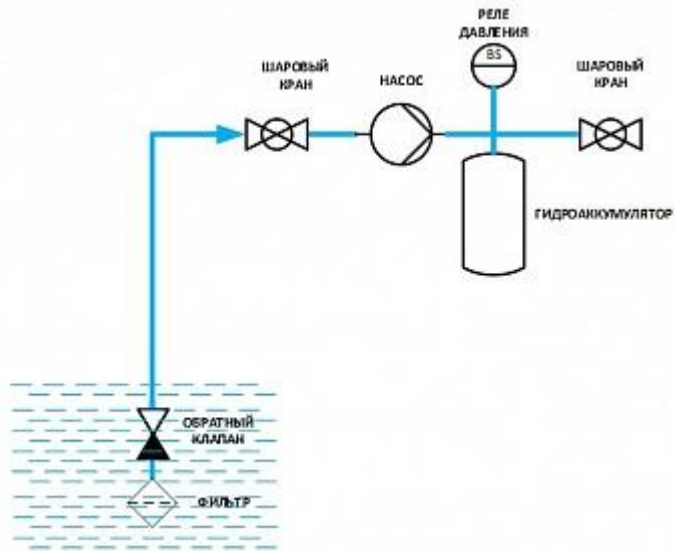 РЕЛЕ
ДАВЛЕНИЯ
BS
ШАРОВЫЙ
КРАН
НАСОС
ШАРОВЫЙ
КРАН
ГИДРОАККУМУЛЯТОР
ОБРАТНЫЙ
КЛАПАН
ФИЛЬТР